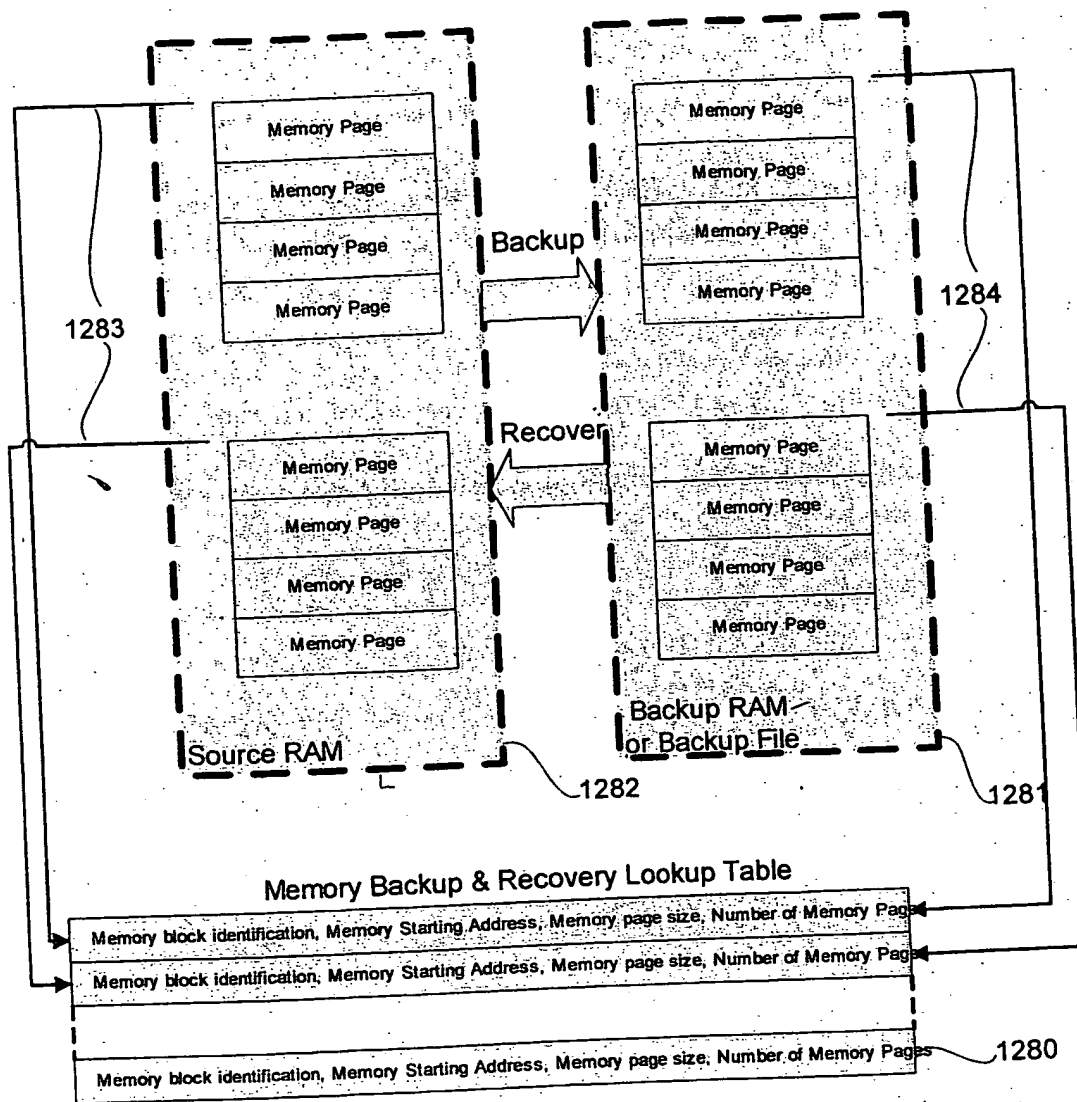 Memory Page
Memory Page
Memory Page
Memory Page
Memory Page
Memory Page
Memory Page
Memory Page
Backup
1283
1284
Recover
Memory Page
Memory Page
Memory Page
Memory Page
Memory Page
Memory Page
Memory Page
Memory Page
Source RAM
Backup RAM
or Backup File
1282
1281
Memory Backup & Recovery Lookup Table
Memory block identification, Memory Starting Address, Memory page size, Number of Memory Pages
Memory block identification, Memory Starting Address, Memory page size, Number of Memory Pages
Memory block identification, Memory Starting Address, Memory page size, Number of Memory Pages
1280